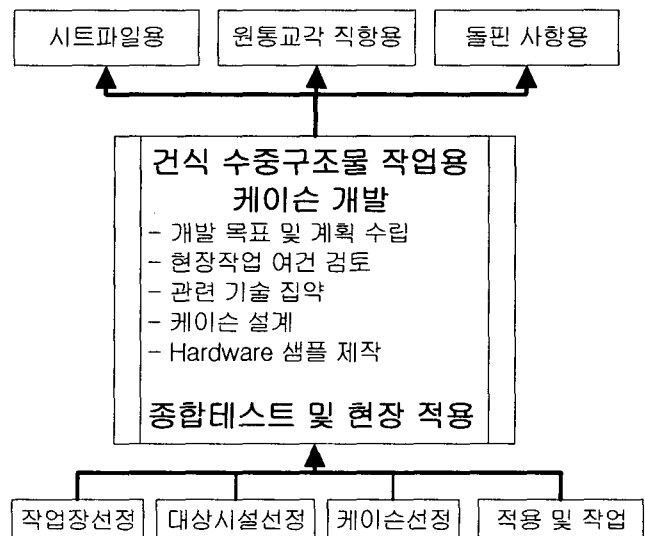 시트파일용
원통교각 직항용
돌핀 사항용
건식 수중구조물 작업용
케이슨 개발
- 개발 목표 및 계획 수립
- 현장작업 여건 검토
- 관련 기술 집약
- 케이슨 설계
- Hardware 샘플 제작
종합테스트 및 현장 적용
작업장선정
대상시설선정
케이슨선정
적용 및 작업